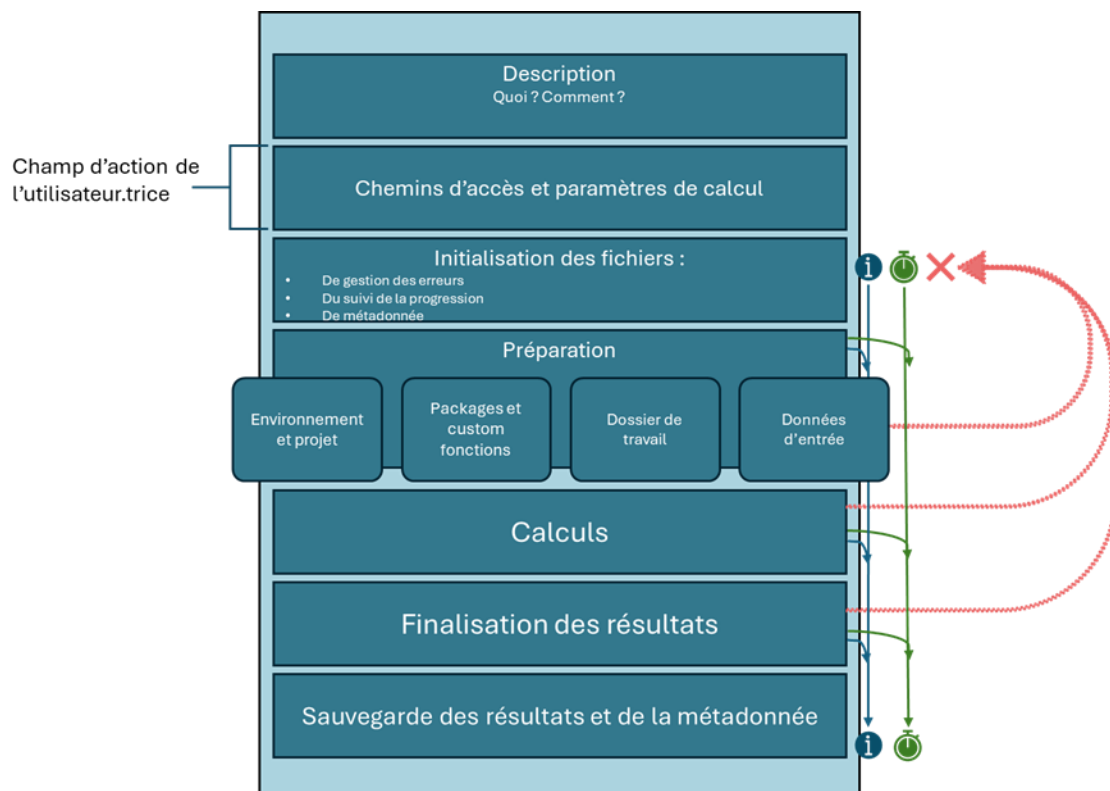 Description
Quoi ? Comment ?
Champ d’action de
l’utilisateur.trice
Chemins d’accès et paramètres de calcul
Initialisation des fichiers :
• De gestion des erreurs
• Du suivi de la progression
• De métadonnée
Préparation
Environnement
et projet
Packages et
custom
fonctions
Dossier de
travail
Données
d’entrée
Calculs
Finalisation des résultats
Sauvegarde des résultats et de la métadonnée